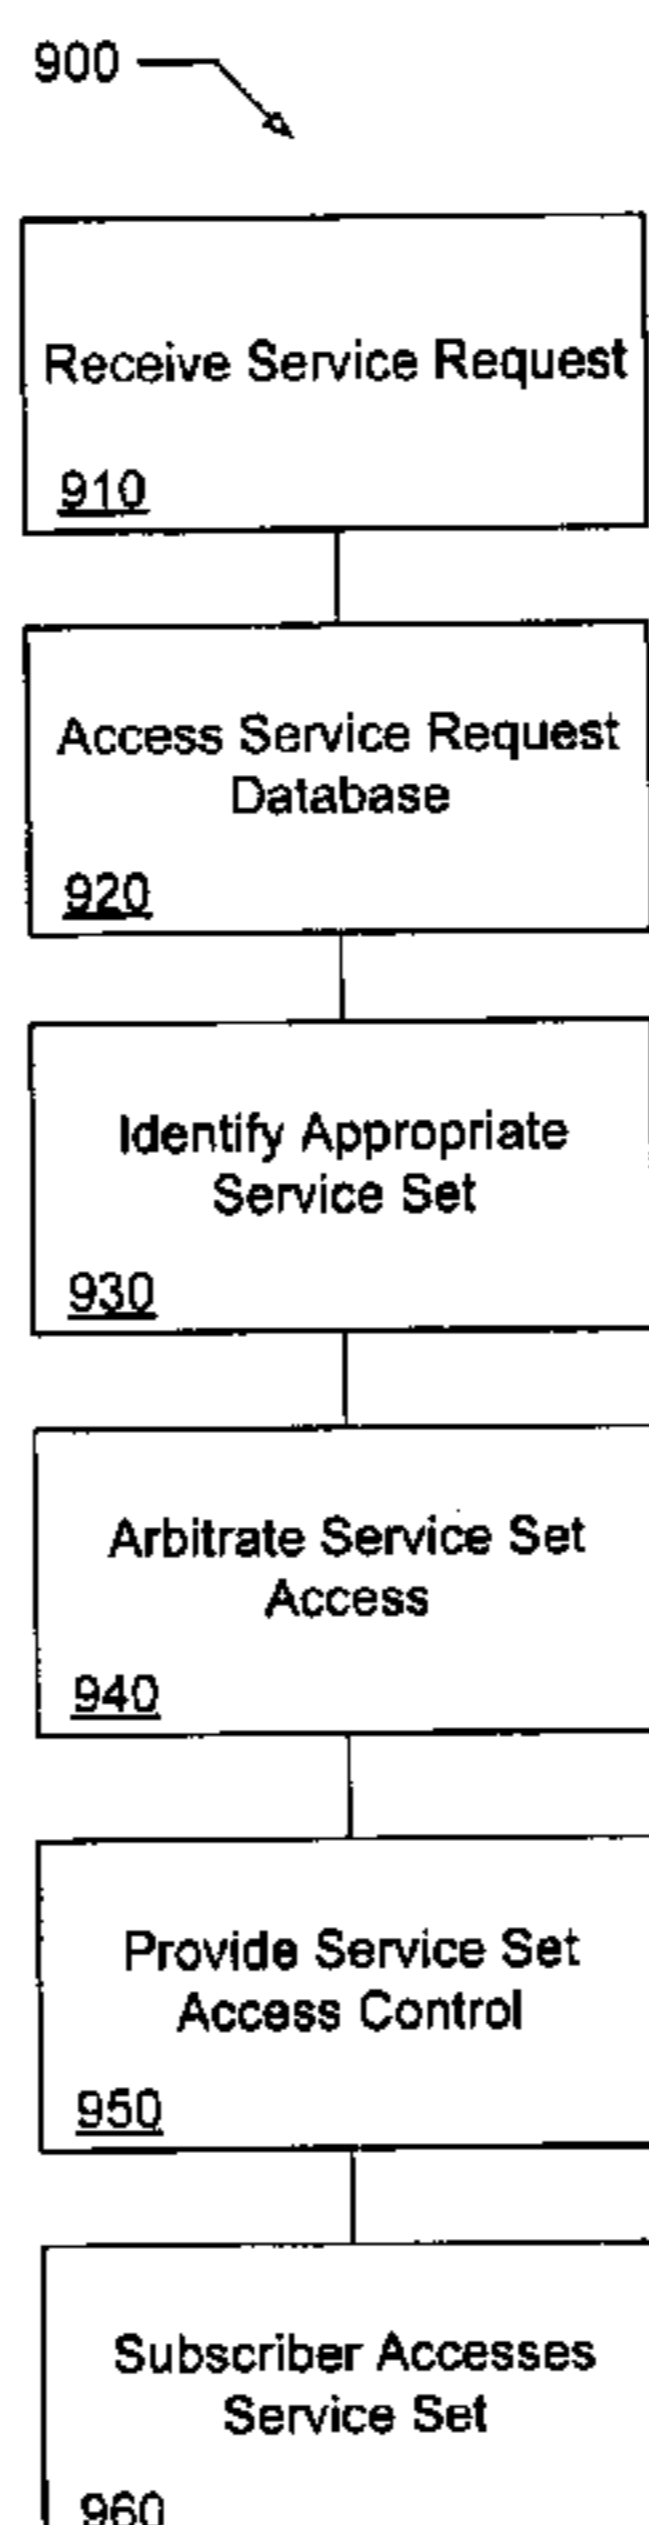 900
Receive Service Request
910
Access Service Request
Database
920
Identify Appropriate
Service Set
930
Arbitrate Service Set
Access
940
Provide Service Set
Access Control
950
Subscriber Accesses
Service Set
960